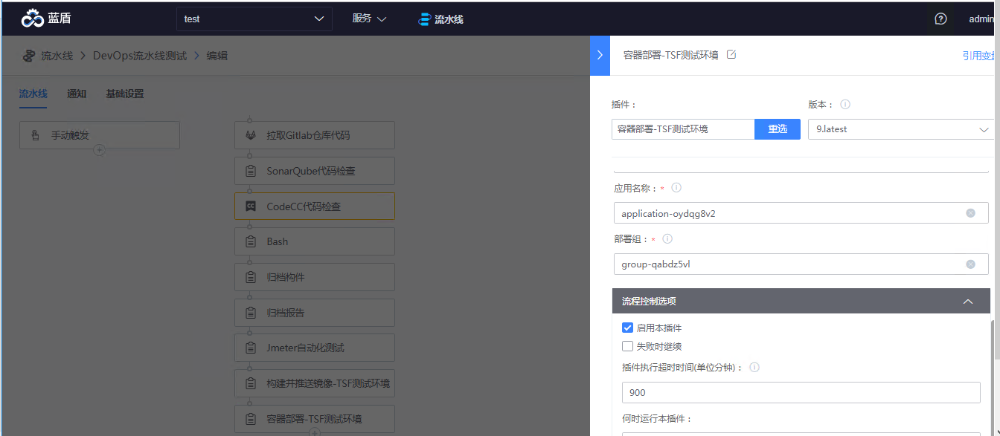 蓝盾
test
服务
流水线
admin
流水线 > DevOps流水线测试 > 编辑
流水线 通知 基础设置
手动触发
拉取Gitlab仓库代码
SonarQube代码检查
CodeCC代码检查
Bash
归档构件
归档报告
Jmeter自动化测试
构建并推送镜像-TSF测试环境
容器部署-TSF测试环境
容器部署-TSF测试环境
引用变
插件：
版本：
容器部署-TSF测试环境
重选
9.latest
应用名称：*
application-oydqg8v2
部署组：*
group-qabdz5vl
流程控制选项
启用本插件
失败时继续
插件执行超时时间(单位分钟)：
900
何时运行本插件：